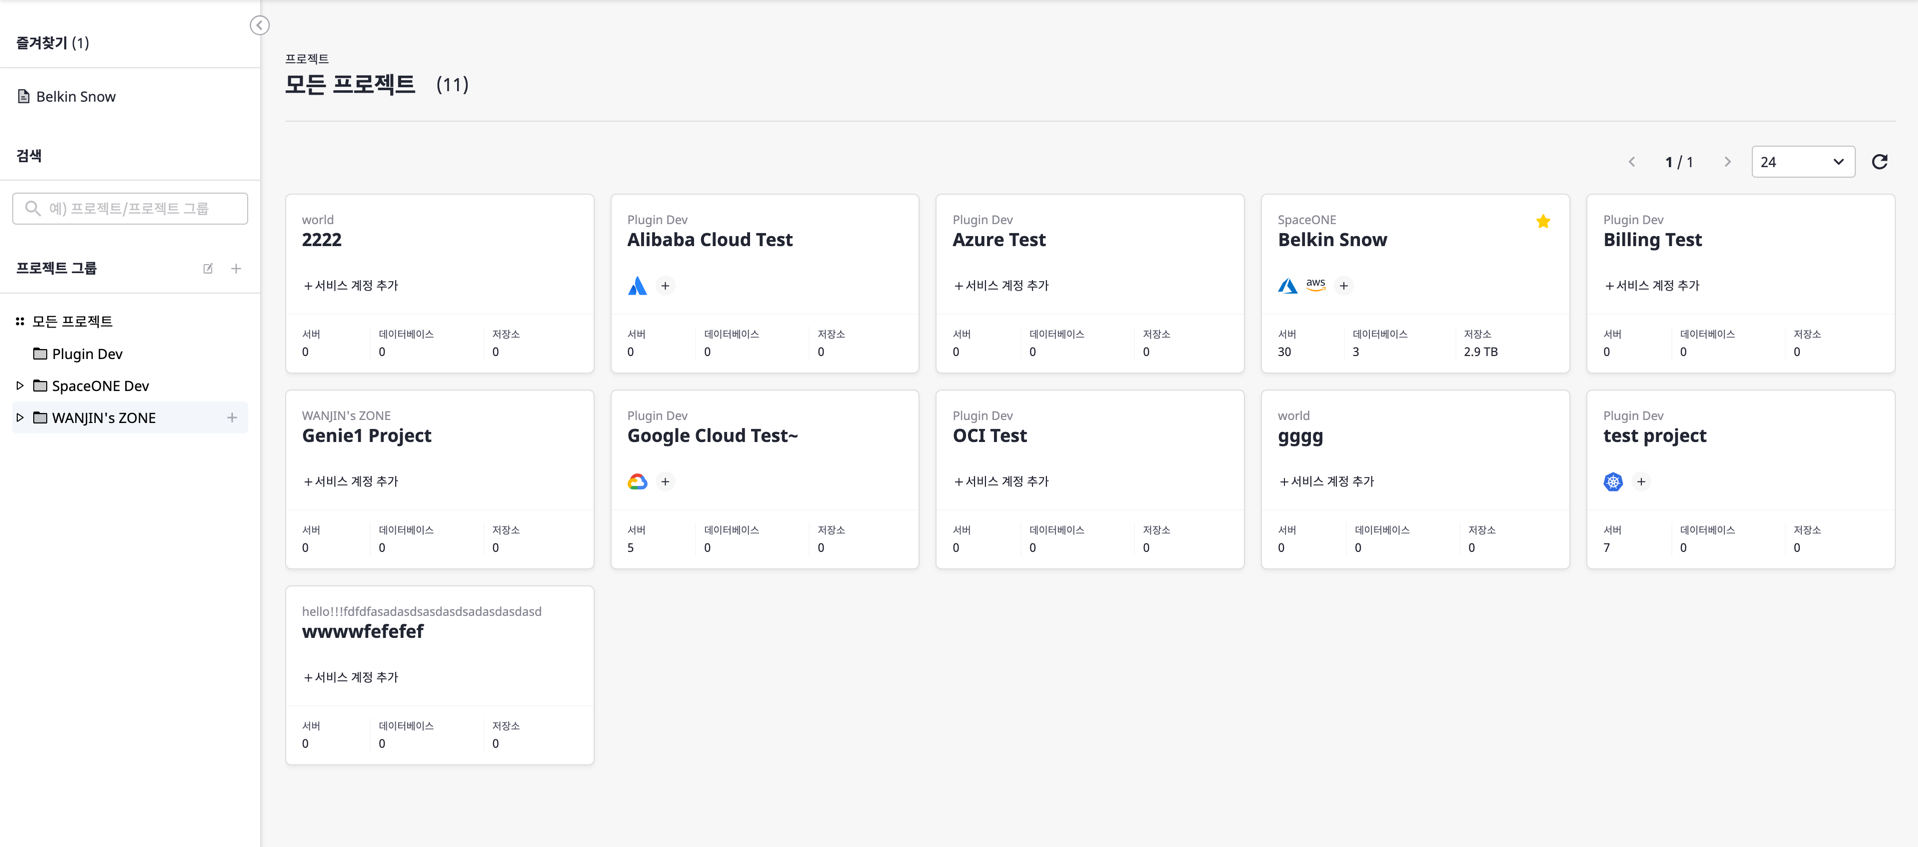 즐겨찾기 (1)
Belkin Snow
검색
예) 프로젝트/프로젝트 그룹
프로젝트 그룹
모든 프로젝트
Plugin Dev
SpaceONE Dev
WANJIN's ZONE
프로젝트
모든 프로젝트 (11)
1 / 1
24
world
2222
+ 서비스 계정 추가
서버 데이터베이스 저장소
0 0 0
Plugin Dev
Alibaba Cloud Test
+
서버 데이터베이스 저장소
0 0 0
Plugin Dev
Azure Test
+ 서비스 계정 추가
서버 데이터베이스 저장소
0 0 0
SpaceONE
Belkin Snow
aws +
서버 데이터베이스 저장소
30 3 2.9 TB
Plugin Dev
Billing Test
+ 서비스 계정 추가
서버 데이터베이스 저장소
0 0 0
WANJIN's ZONE
Genie1 Project
+ 서비스 계정 추가
서버 데이터베이스 저장소
0 0 0
Plugin Dev
Google Cloud Test~
+
서버 데이터베이스 저장소
5 0 0
Plugin Dev
OCI Test
+ 서비스 계정 추가
서버 데이터베이스 저장소
0 0 0
world
gggg
+ 서비스 계정 추가
서버 데이터베이스 저장소
0 0 0
Plugin Dev
test project
+
서버 데이터베이스 저장소
7 0 0
hello!!!fdfdfasadasdsasdasdsadasdasdasd
wwwwfefefef
+ 서비스 계정 추가
서버 데이터베이스 저장소
0 0 0